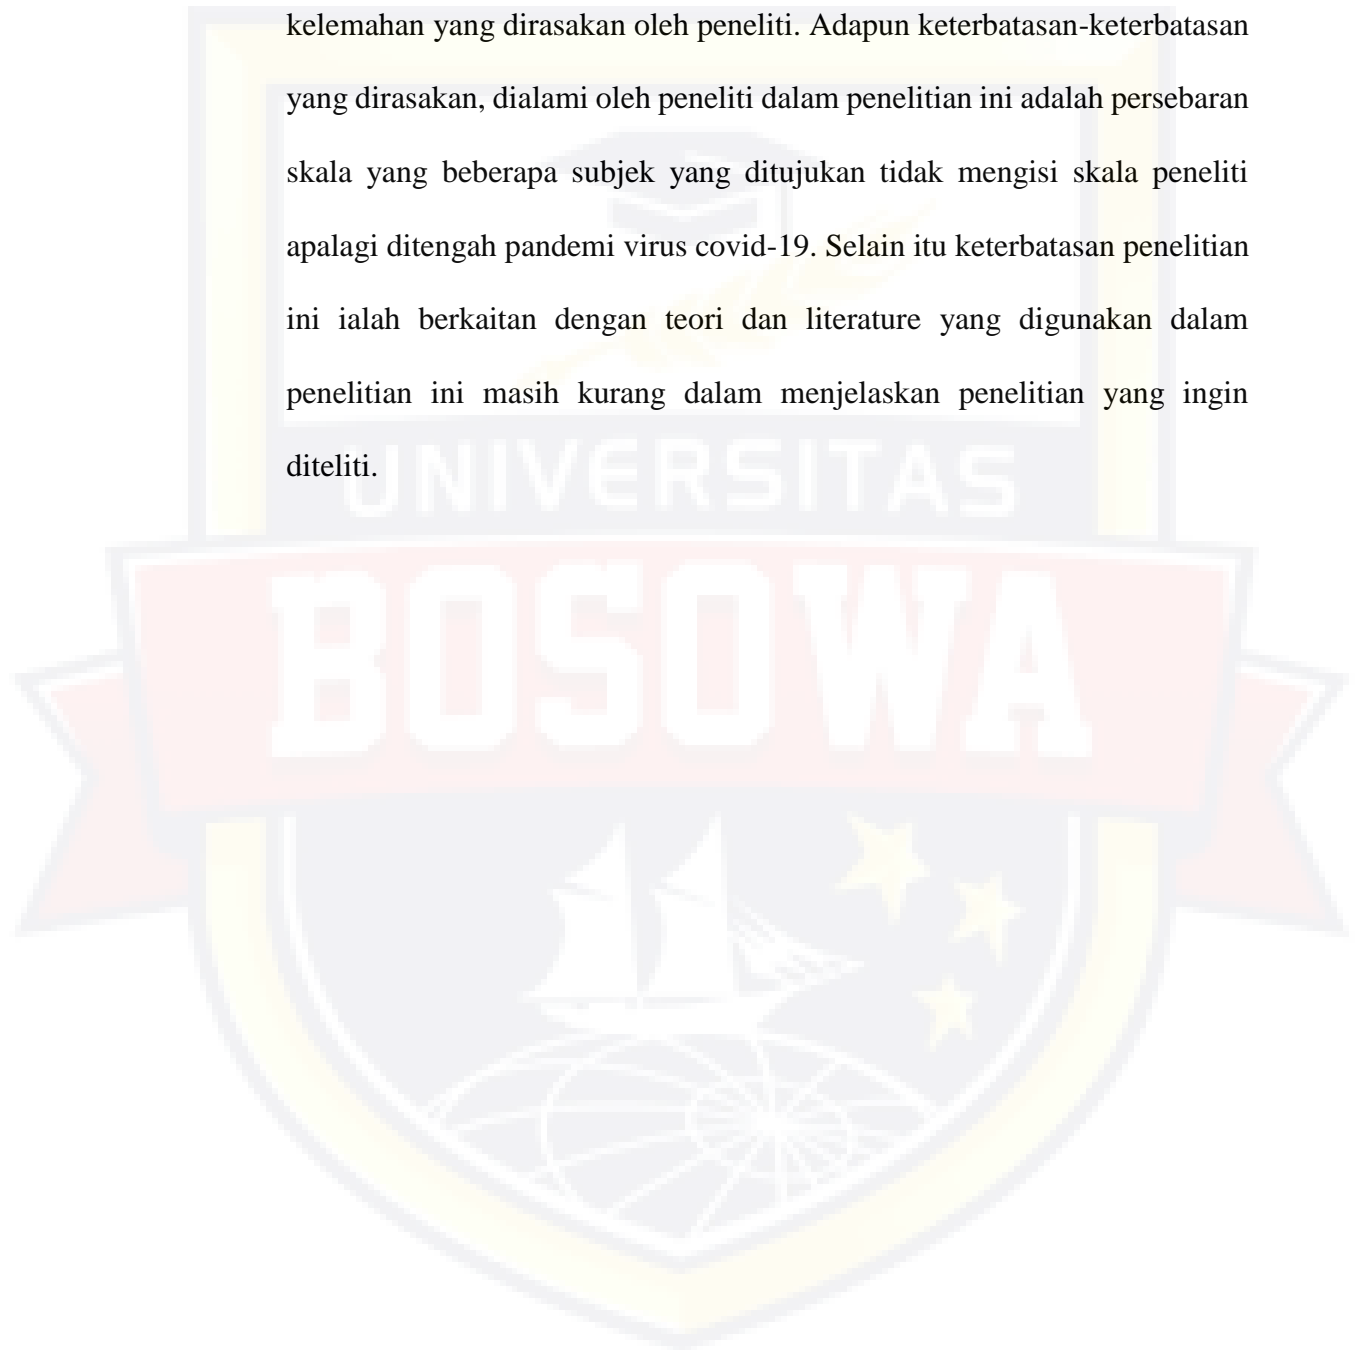 kelemahan yang dirasakan oleh peneliti. Adapun keterbatasan-keterbatasan
yang dirasakan, dialami oleh peneliti dalam penelitian ini adalah persebaran
skala yang beberapa subjek yang ditujukan tidak mengisi skala peneliti
apalagi ditengah pandemi virus covid-19. Selain itu keterbatasan penelitian
ini ialah berkaitan dengan teori dan literature yang digunakan dalam
penelitian ini masih kurang dalam menjelaskan penelitian yang ingin
diteliti.
UNIVERSITAS
BOSOWA